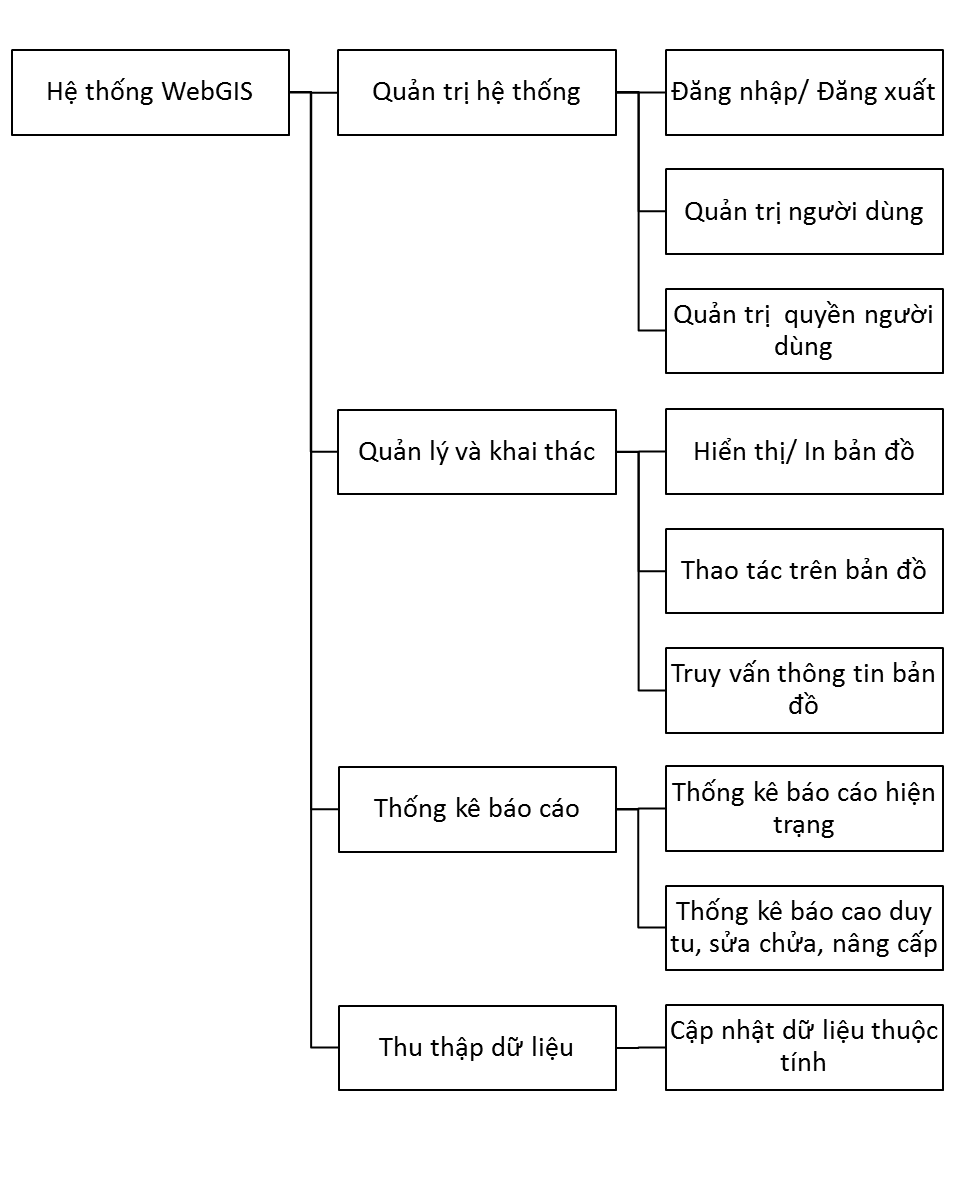 Hệ thống WebGIS
Quản trị hệ thống
Đăng nhập/ Đăng xuất
Quản trị người dùng
Quản trị  quyền người
dùng
Quản lý và khai thác
Hiển thị/ In bản đồ
Thao tác trên bản đồ
Truy vấn thông tin bản
đồ
Thống kê báo cáo
Thống kê báo cáo hiện
trạng
Thống kê báo cao duy
tu, sửa chửa, nâng cấp
Thu thập dữ liệu
Cập nhật dữ liệu thuộc
tính